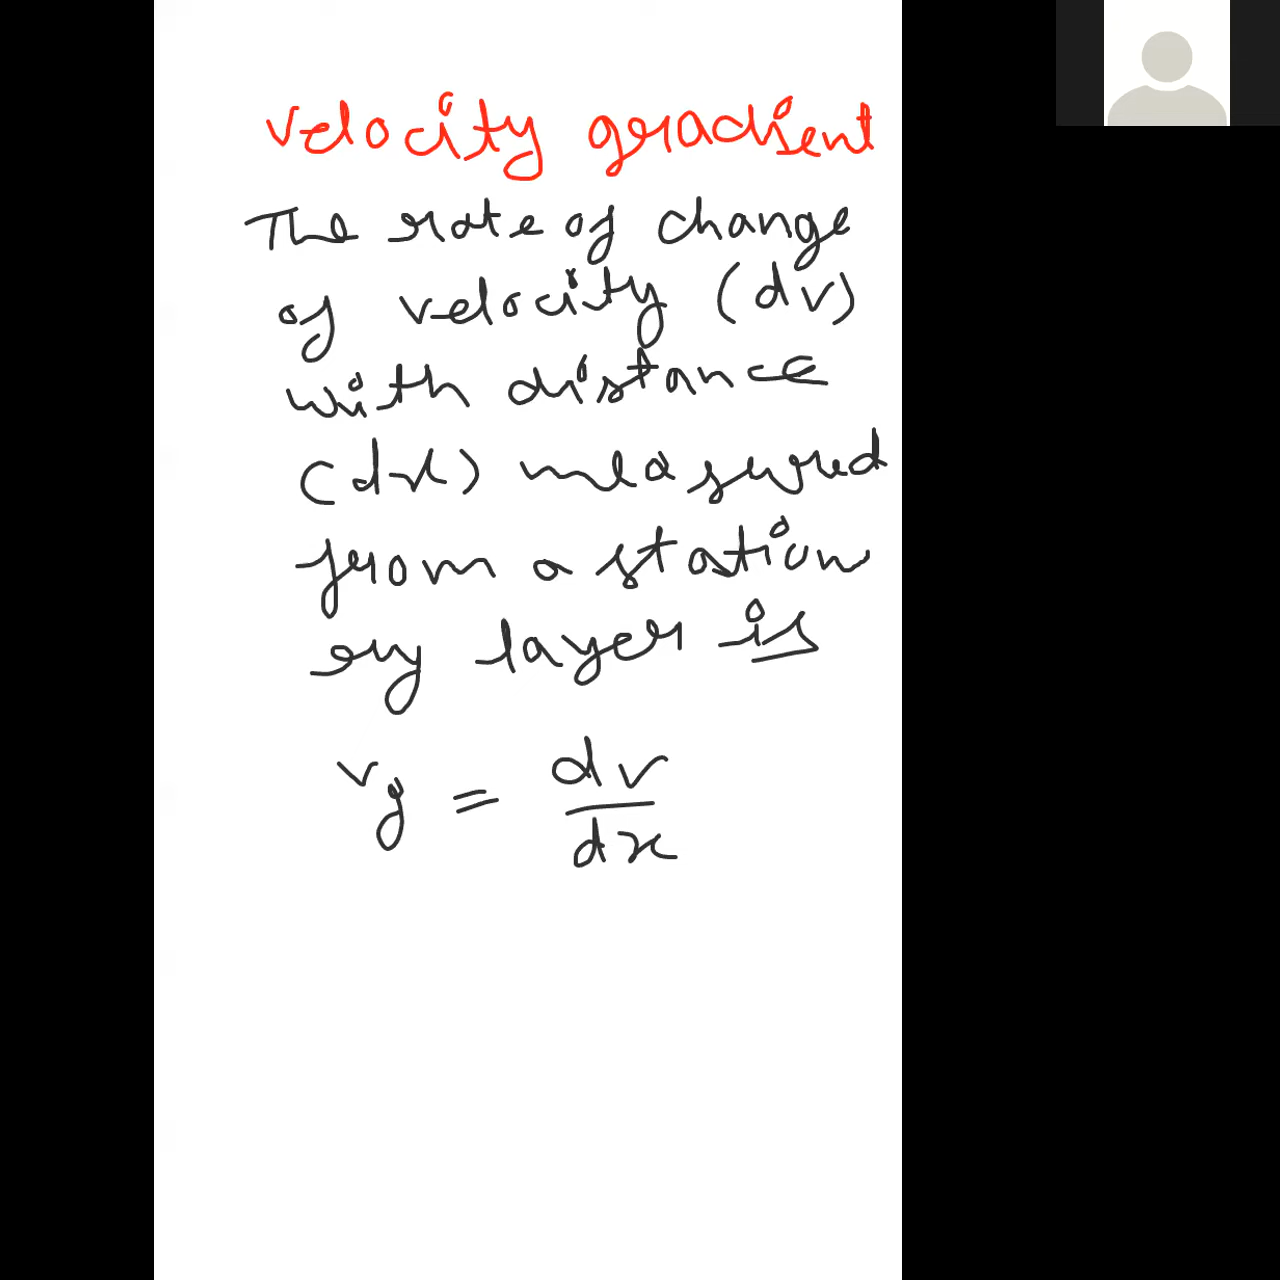 velocity gradient
The rate of change
of velocity (dv)
with distance
(dx) measured
from a station
ery layer is
vg = dv/dx